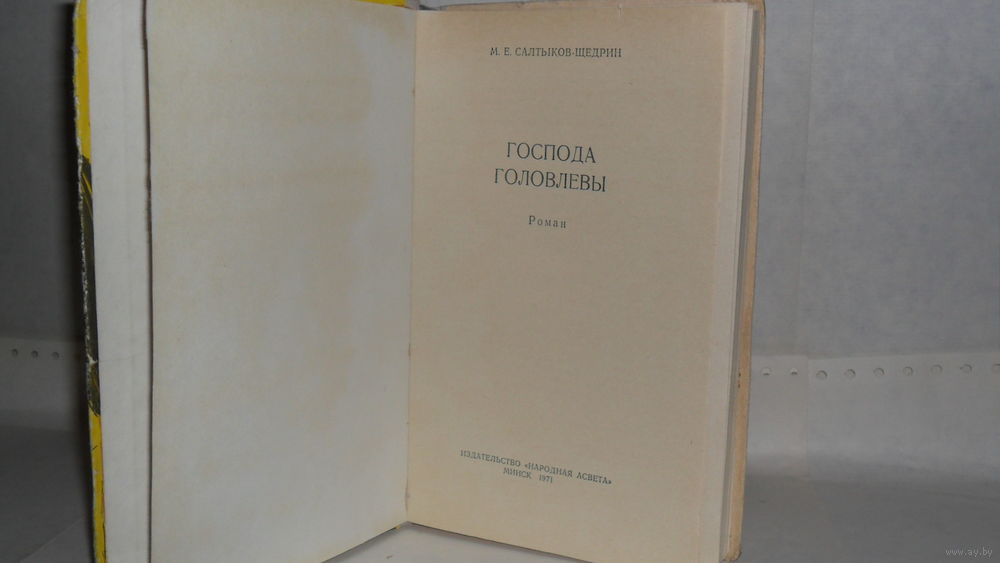 М. Е. САЛТЫКОВ-ЩЕДРИН
ГОСПОДА
ГОЛОВЛЕВЫ
Роман
ИЗДАТЕЛЬСТВО «НАРОДНАЯ АСВЕТА»
МИНСК 1971
www.ay.by